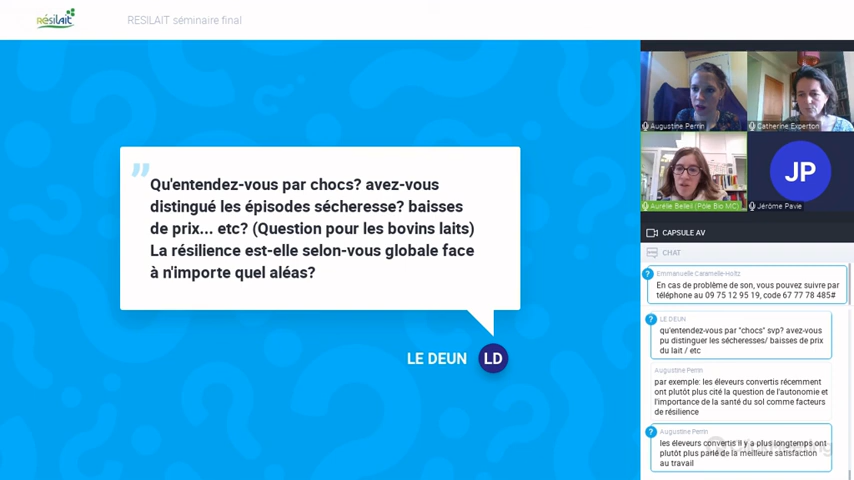 résilait
RESILAIT séminaire final
Qu'entendez-vous par chocs? avez-vous
distingué les épisodes sécheresse? baisses
de prix... etc? (Question pour les bovins laits)
La résilience est-elle selon-vous globale face
à n'importe quel aléas?
LE DEUN
LD
Augustine Perrin
Catherine Experton
Aurélie Belleil (Pôle Bio MC)
JP
Jérôme Pavie
CAPSULE AV
CHAT
Emmanuelle Caramelle-Holtz
En cas de problème de son, vous pouvez suivre par
téléphone au 09 75 12 95 19, code 67 77 78 485#
LE DEUN
qu'entendez-vous par "chocs" svp? avez-vous
pu distinguer les sécheresses/ baisses de prix
du lait / etc
Augustine Perrin
par exemple: les éleveurs convertis récemment
ont plutôt plus cité la question de l'autonomie et
l'importance de la santé du sol comme facteurs
de résilience
Augustine Perrin
les éleveurs convertis il y a plus longtemps ont
plutôt plus parlé de la meilleure satisfaction
au travail